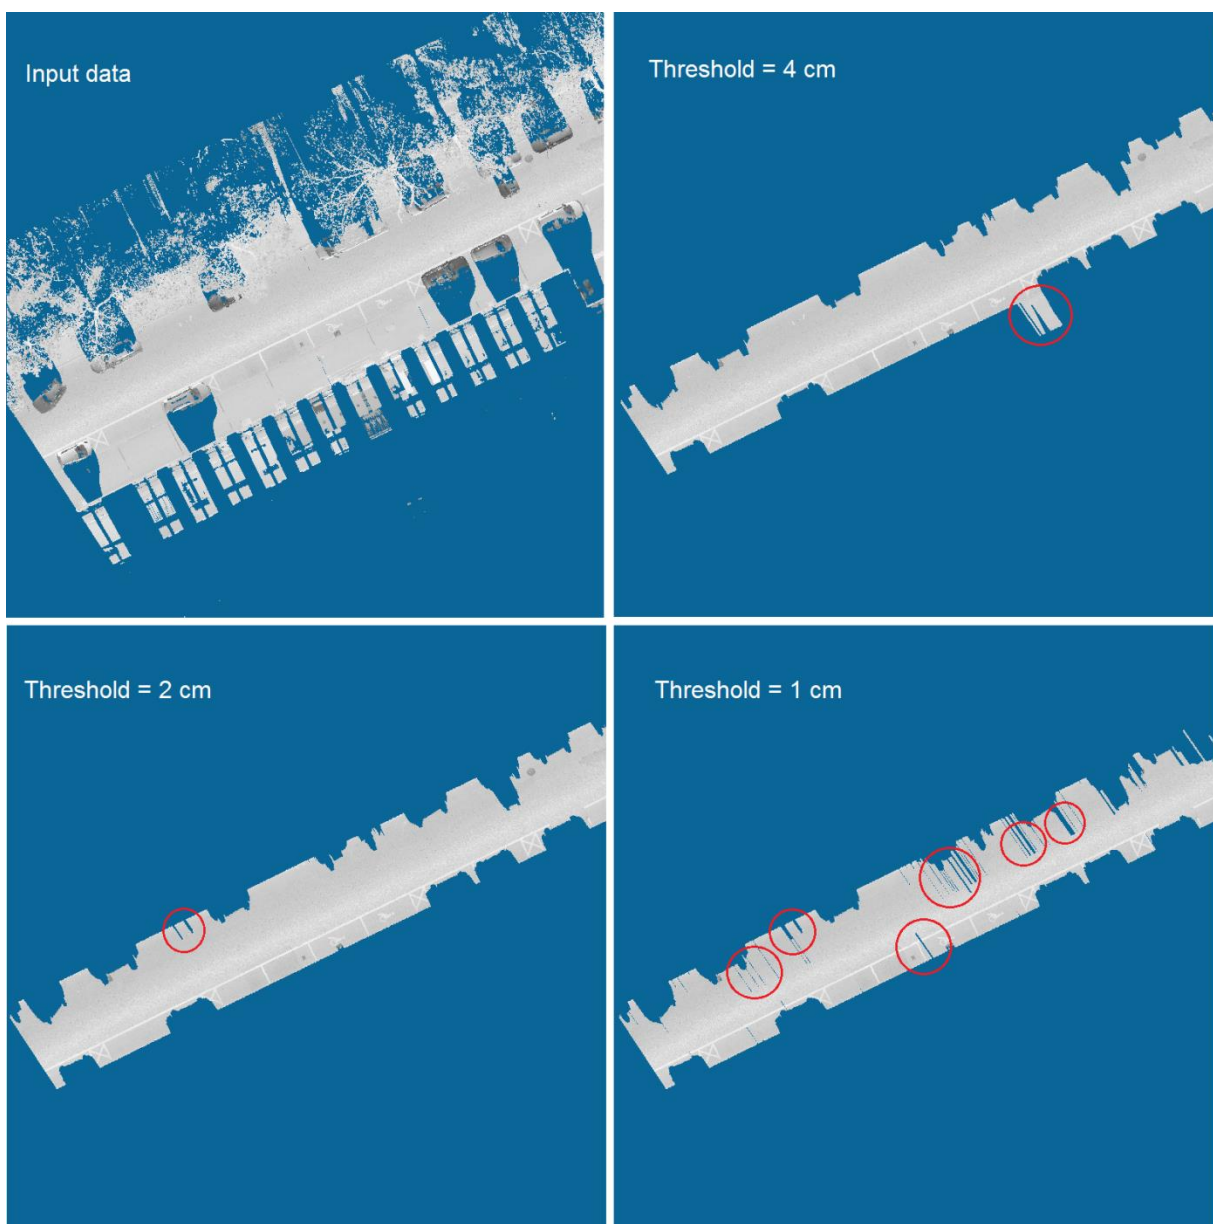 Input data
Threshold = 4 cm
Threshold = 2 cm
Threshold = 1 cm